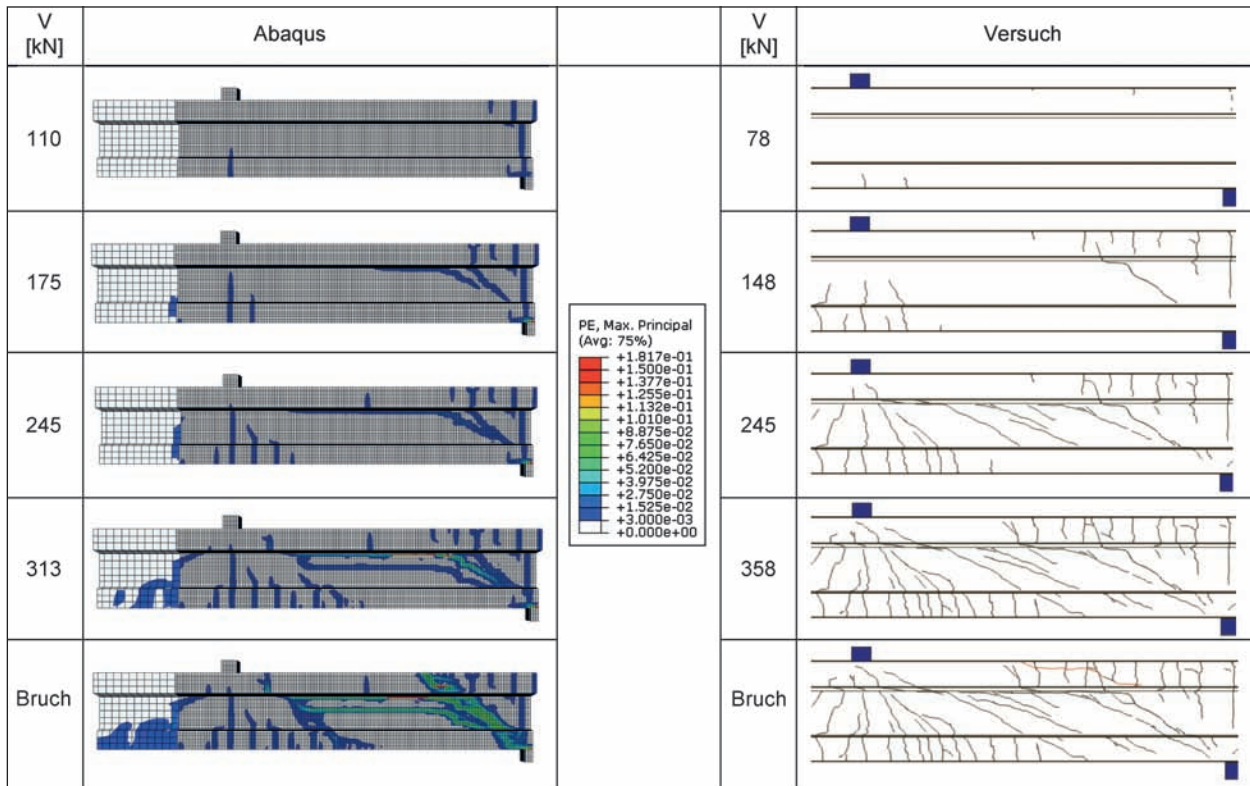 V
[kN]
Abaqus
V
[kN]
Versuch
110
78
175
148
PE, Max. Principal
(Avg: 75%)
+1.817e-01
+1.500e-01
+1.377e-01
+1.255e-01
+1.132e-01
+1.010e-01
+8.875e-02
+7.650e-02
+6.425e-02
+5.200e-02
+3.975e-02
+2.750e-02
+1.525e-02
+3.000e-03
+0.000e+00
245
245
313
358
Bruch
Bruch